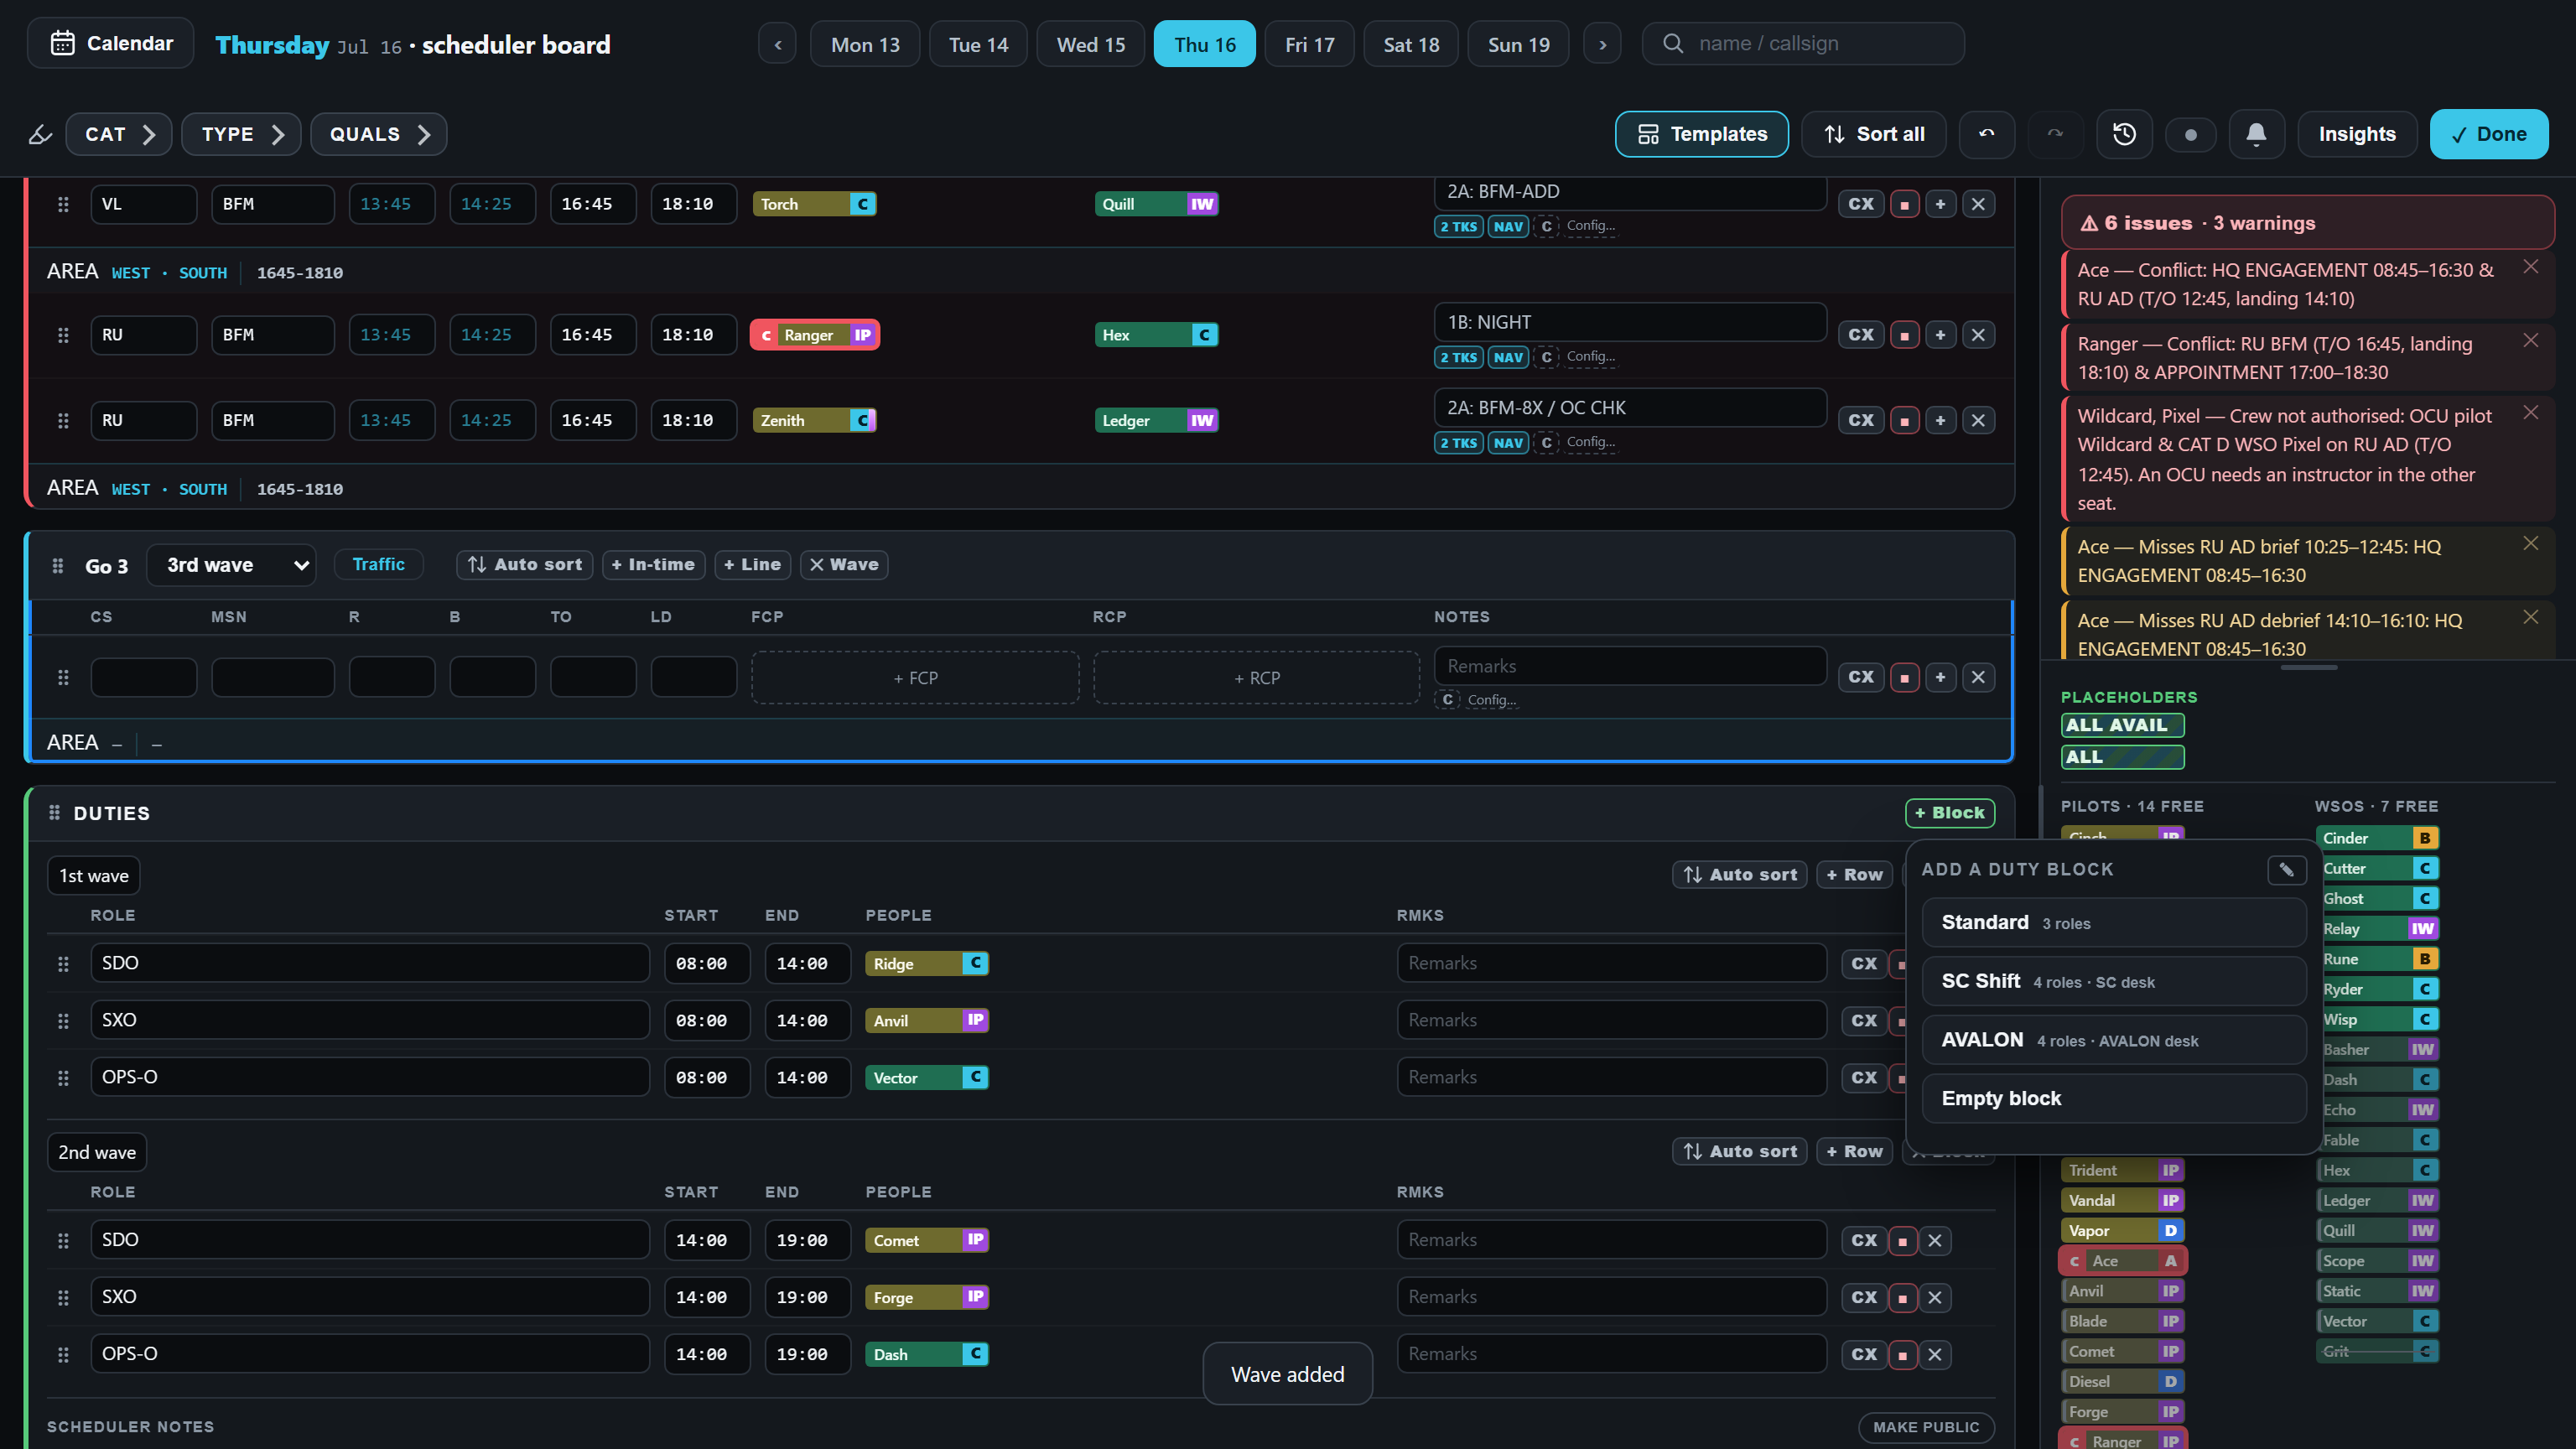 Calendar
Thursday Jul 16 · scheduler board
‹ Mon 13 Tue 14 Wed 15 Thu 16 Fri 17 Sat 18 Sun 19 ›
name / callsign
CAT TYPE QUALS
Templates Sort all Insights ✓ Done
VL BFM 13:45 14:25 16:45 18:10 Torch C Quill IW 2A: BFM-ADD CX + ✕
2 TKS NAV C Config...
AREA WEST · SOUTH 1645-1810
RU BFM 13:45 14:25 16:45 18:10 c Ranger IP Hex C 1B: NIGHT CX + ✕
2 TKS NAV C Config...
RU BFM 13:45 14:25 16:45 18:10 Zenith C Ledger IW 2A: BFM-8X / OC CHK CX + ✕
2 TKS NAV C Config...
AREA WEST · SOUTH 1645-1810
Go 3 3rd wave Traffic Auto sort + In-time + Line ✕ Wave
CS MSN R B TO LD FCP RCP NOTES
+ FCP + RCP Remarks CX + ✕
C Config...
AREA – –
DUTIES + Block
1st wave Auto sort + Row
ROLE START END PEOPLE RMKS
SDO 08:00 14:00 Ridge C Remarks CX
SXO 08:00 14:00 Anvil IP Remarks CX
OPS-O 08:00 14:00 Vector C Remarks CX
2nd wave Auto sort + Row
ROLE START END PEOPLE RMKS
SDO 14:00 19:00 Comet IP Remarks CX ✕
SXO 14:00 19:00 Forge IP Remarks CX ✕
OPS-O 14:00 19:00 Dash C Remarks CX ✕
Wave added
SCHEDULER NOTES MAKE PUBLIC
⚠ 6 issues · 3 warnings
Ace — Conflict: HQ ENGAGEMENT 08:45–16:30 &
RU AD (T/O 12:45, landing 14:10)
Ranger — Conflict: RU BFM (T/O 16:45, landing
18:10) & APPOINTMENT 17:00–18:30
Wildcard, Pixel — Crew not authorised: OCU pilot
Wildcard & CAT D WSO Pixel on RU AD (T/O
12:45). An OCU needs an instructor in the other
seat.
Ace — Misses RU AD brief 10:25–12:45: HQ
ENGAGEMENT 08:45–16:30
Ace — Misses RU AD debrief 14:10–16:10: HQ
ENGAGEMENT 08:45–16:30
PLACEHOLDERS
ALL AVAIL
ALL
PILOTS · 14 FREE
Cinch IP
ADD A DUTY BLOCK
Standard 3 roles
SC Shift 4 roles · SC desk
AVALON 4 roles · AVALON desk
Empty block
Trident IP
Vandal IP
Vapor D
c Ace A
Anvil IP
Blade IP
Comet IP
Diesel D
Forge IP
c Ranger IP
WSOS · 7 FREE
Cinder B
Cutter C
Ghost C
Relay IW
Rune B
Ryder C
Wisp C
Basher IW
Dash C
Echo IW
Fable C
Hex C
Ledger IW
Quill IW
Scope IW
Static IW
Vector C
Grit C